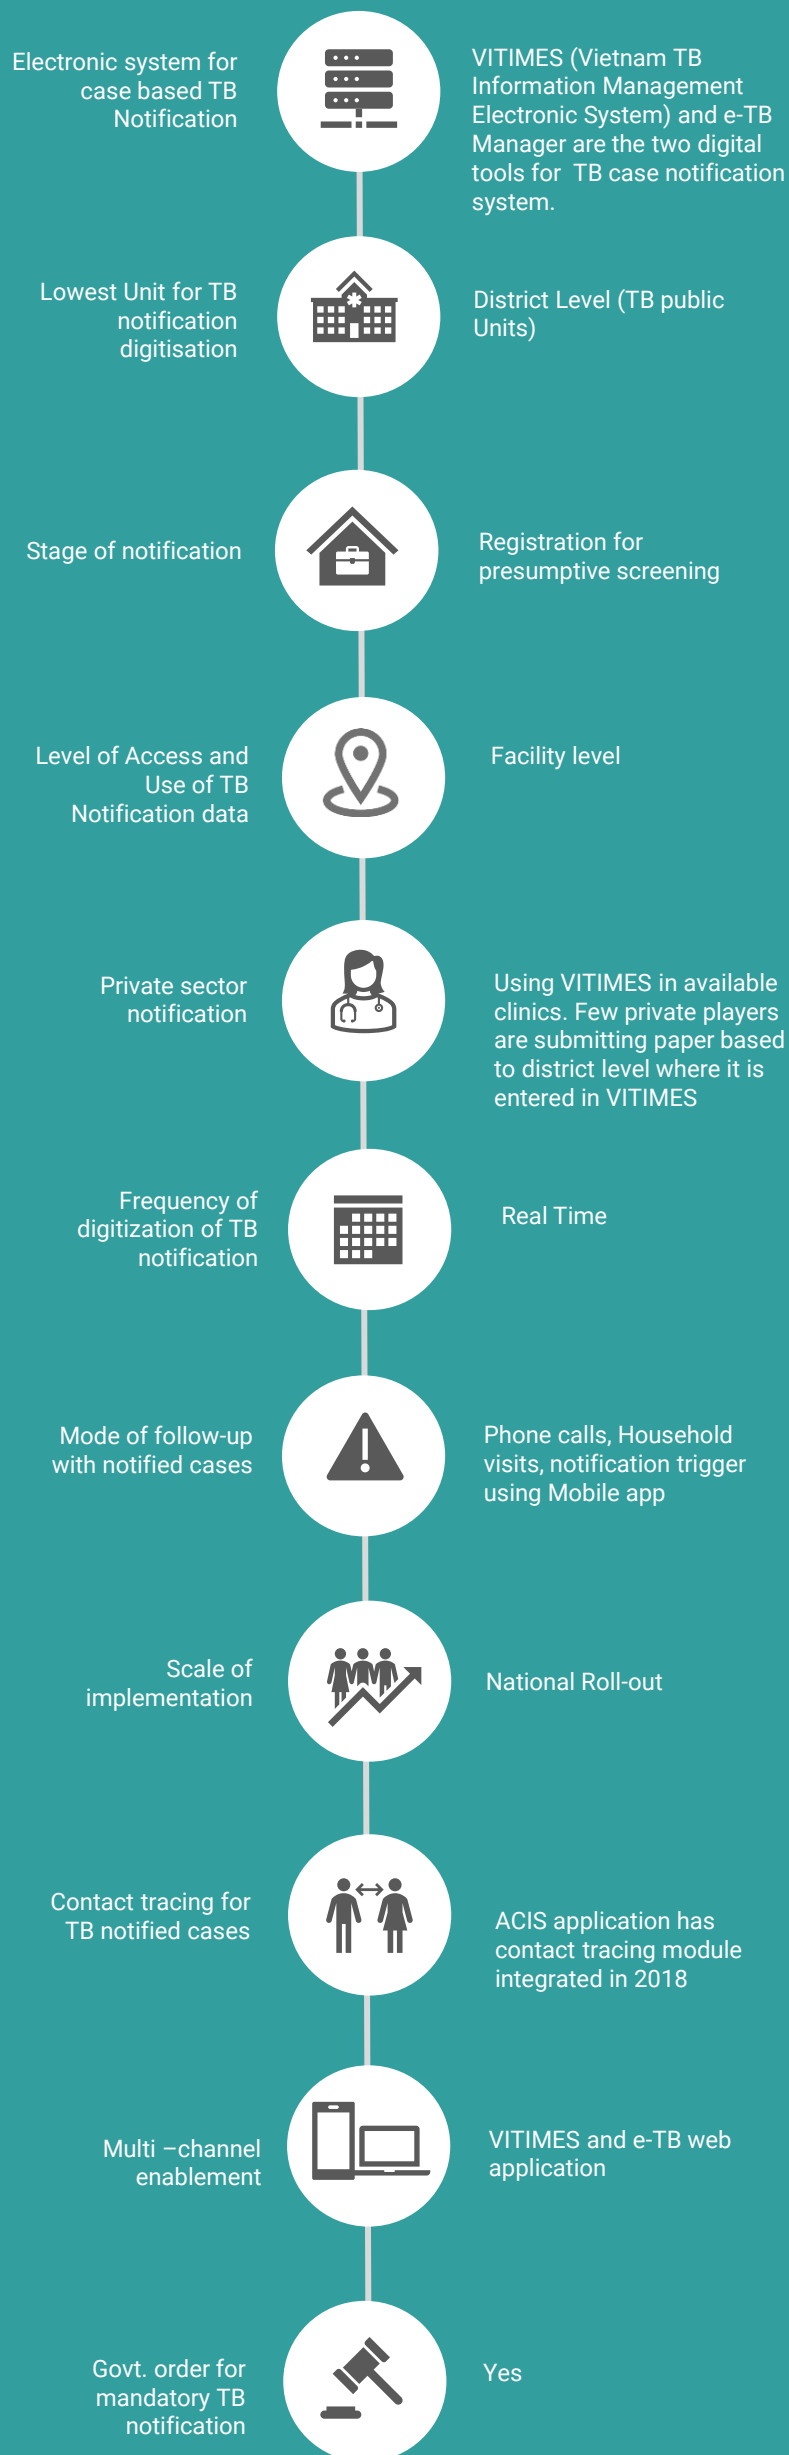 Electronic system for
case based TB
Notification
VITIMES (Vietnam TB
Information Management
Electronic System) and e-TB
Manager are the two digital
tools for  TB case notification
system.
Lowest Unit for TB
notification
digitisation
District Level (TB public
Units)
Stage of notification
Registration for
presumptive screening
Level of Access and
Use of TB
Notification data
Facility level
Private sector
notification
Using VITIMES in available
clinics. Few private players
are submitting paper based
to district level where it is
entered in VITIMES
Frequency of
digitization of TB
notification
Real Time
Mode of follow-up
with notified cases
Phone calls, Household
visits, notification trigger
using Mobile app
Scale of
implementation
National Roll-out
Contact tracing for
TB notified cases
ACIS application has
contact tracing module
integrated in 2018
Multi –channel
enablement
VITIMES and e-TB web
application
Govt. order for
mandatory TB
notification
Yes